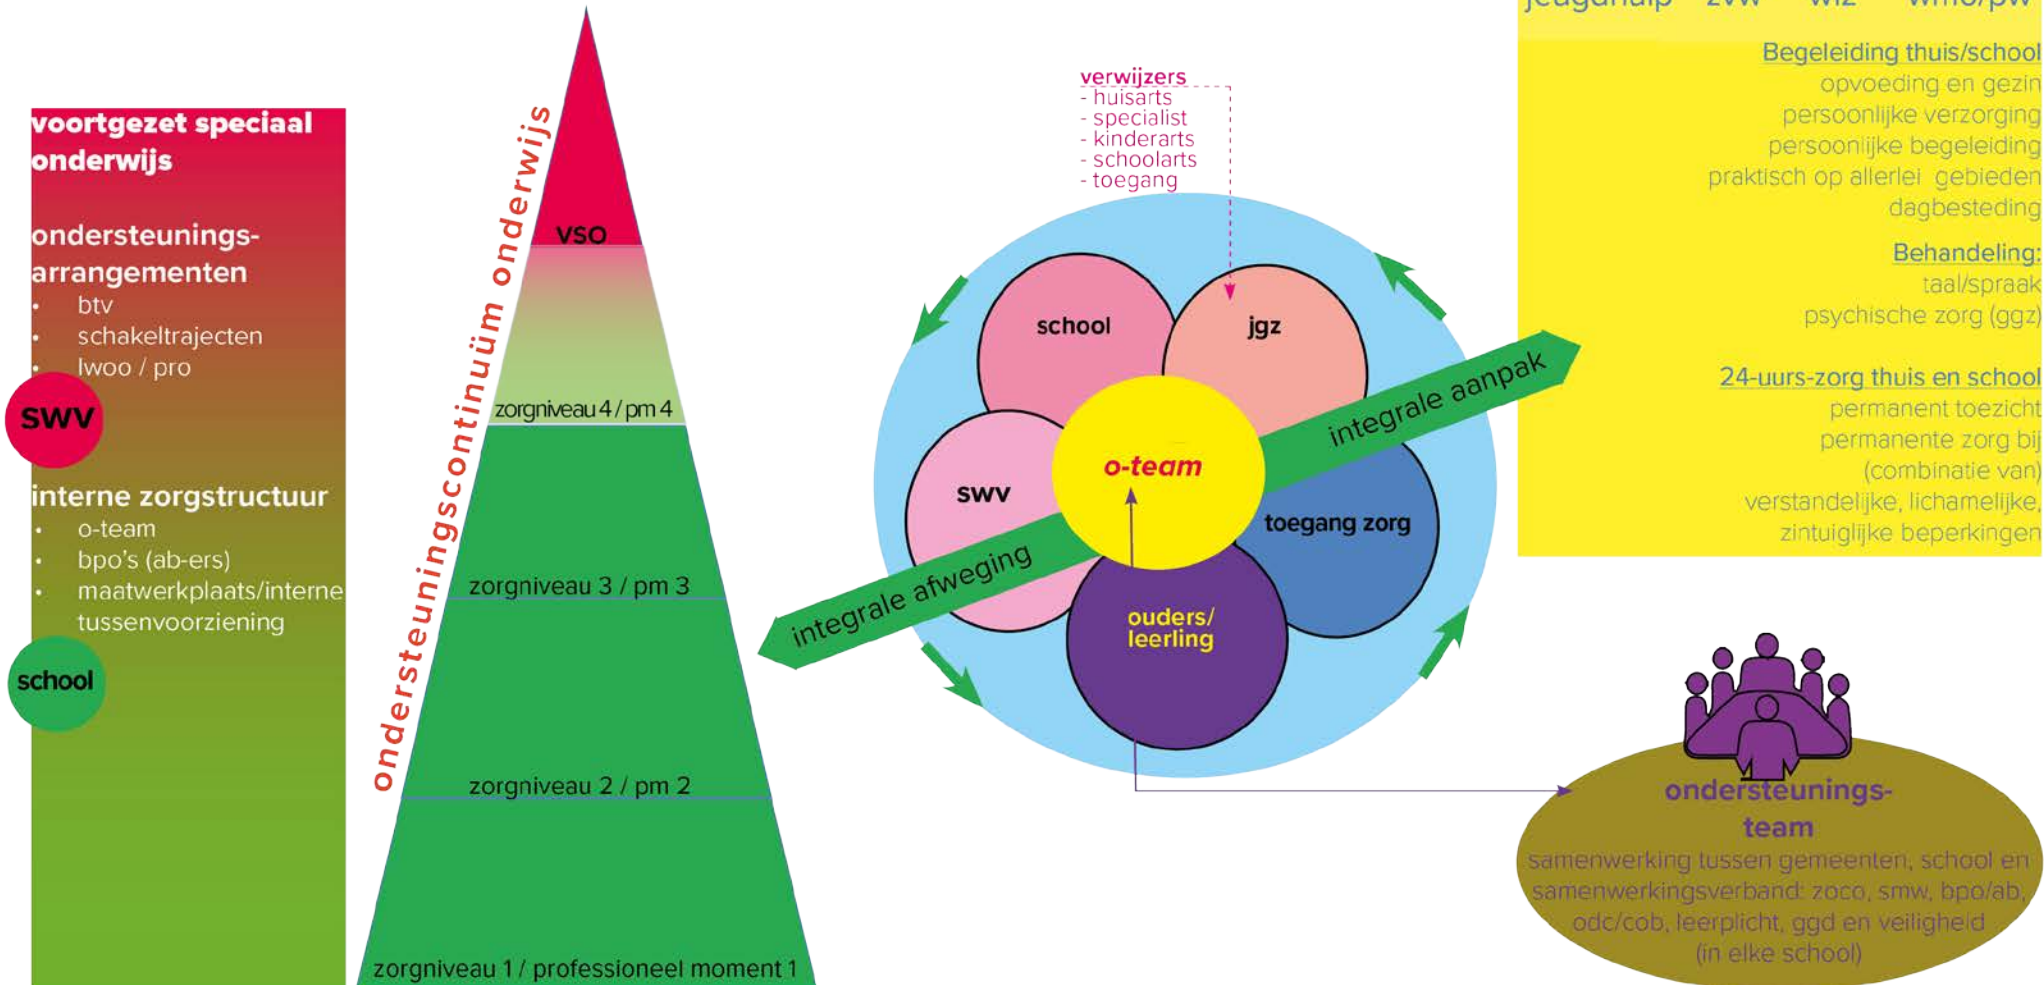 voortgezet speciaal
onderwijs
ondersteunings-
arrangementen
• btv
• schakeltrajecten
• lwoo / pro
swv
interne zorgstructuur
• o-team
• bpo's (ab-ers)
• maatwerkplaats/interne
tussenvoorziening
school
ondersteuningscontinuüm onderwijs
vso
zorgniveau 4 / pm 4
zorgniveau 3 / pm 3
zorgniveau 2 / pm 2
zorgniveau 1 / professioneel moment 1
verwijzers
- huisarts
- specialist
- kinderarts
- schoolarts
- toegang
school
jgz
swv
o-team
toegang zorg
ouders/
leerling
integrale aanpak
integrale afweging
jeugdhulp zvw wlz wmo/pw
Begeleiding thuis/school
opvoeding en gezin
persoonlijke verzorging
persoonlijke begeleiding
praktisch op allerlei gebieden
dagbesteding
Behandeling:
taal/spraak
psychische zorg (ggz)
24-uurs-zorg thuis en school
permanent toezicht
permanente zorg bij
(combinatie van)
verstandelijke, lichamelijke,
zintuiglijke beperkingen
ondersteunings-
team
samenwerking tussen gemeenten, school en
samenwerkingsverband: zoco, smw, bpo/ab,
odc/cob, leerplicht, ggd en veiligheid
(in elke school)